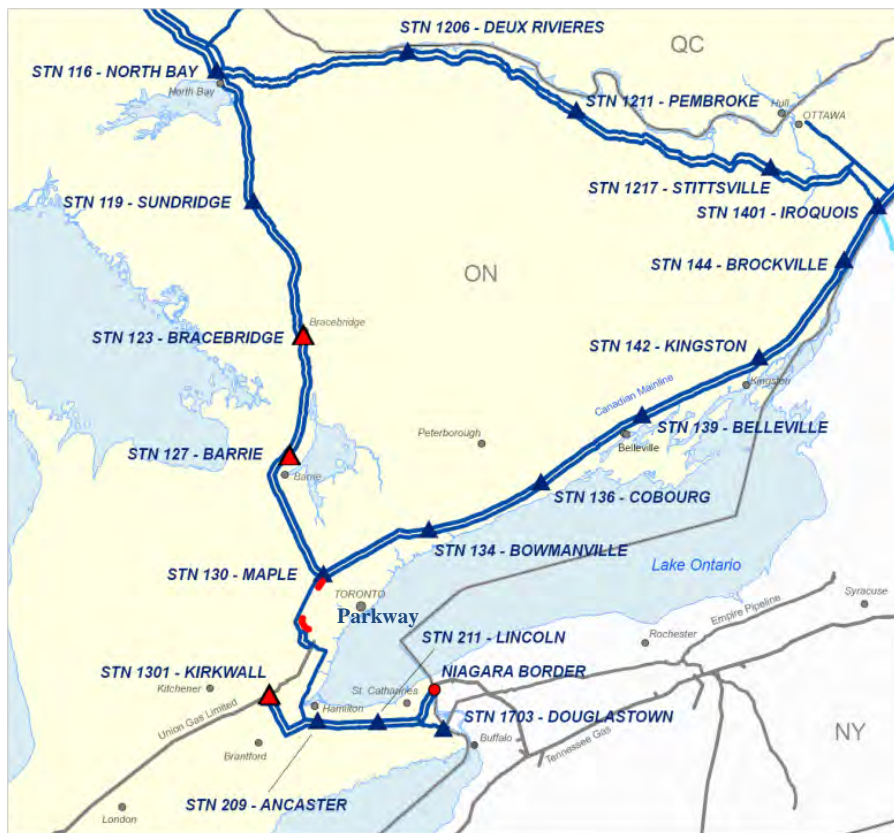 STN 1206 - DEUX RIVIERES
QC
STN 116 - NORTH BAY
North Bay
STN 1211 - PEMBROKE
Hull
OTTAWA
STN 1217 - STITTSVILLE
STN 119 - SUNDRIDGE
STN 1401 - IROQUOIS
STN 144 - BROCKVILLE
ON
Bracebridge
STN 123 - BRACEBRIDGE
STN 142 - KINGSTON
Kingston
Canadian Mainline
Peterborough
STN 139 - BELLEVILLE
Belleville
STN 127 - BARRIE
Barrie
STN 136 - COBOURG
STN 134 - BOWMANVILLE
STN 130 - MAPLE
Lake Ontario
TORONTO
Parkway
Syracuse
Empire Pipeline
STN 211 - LINCOLN
Rochester
STN 1301 - KIRKWALL
NIAGARA BORDER
Kitchener
St. Catharines
Union Gas Limited
Hamilton
STN 1703 - DOUGLASTOWN
Buffalo
Tennessee Gas
NY
Brantford
STN 209 - ANCASTER
London